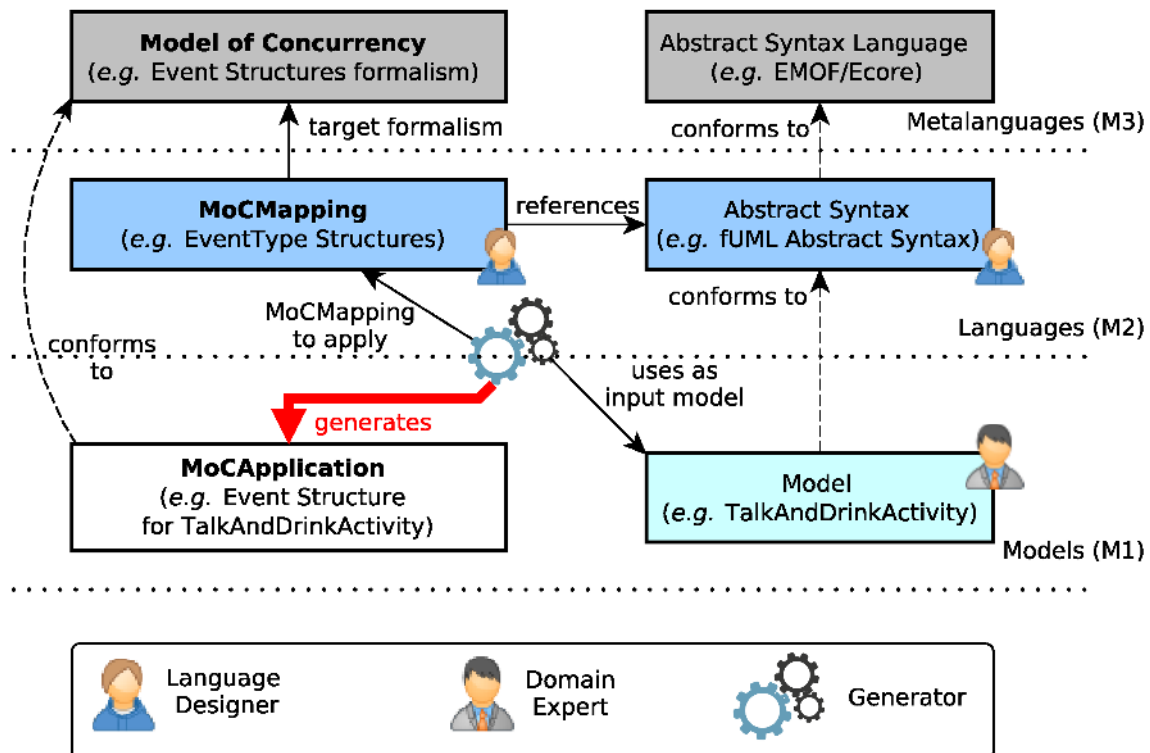 Model of Concurrency
(e.g. Event Structures formalism)
Abstract Syntax Language
(e.g. EMOF/Ecore)
target formalism
conforms to
Metalanguages (M3)
MoCMapping
(e.g. EventType Structures)
references
Abstract Syntax
(e.g. fUML Abstract Syntax)
MoCMapping
to apply
conforms to
Languages (M2)
conforms
to
uses as
input model
generates
MoCApplication
(e.g. Event Structure
for TalkAndDrinkActivity)
Model
(e.g. TalkAndDrinkActivity)
Models (M1)
Language
Designer
Domain
Expert
Generator